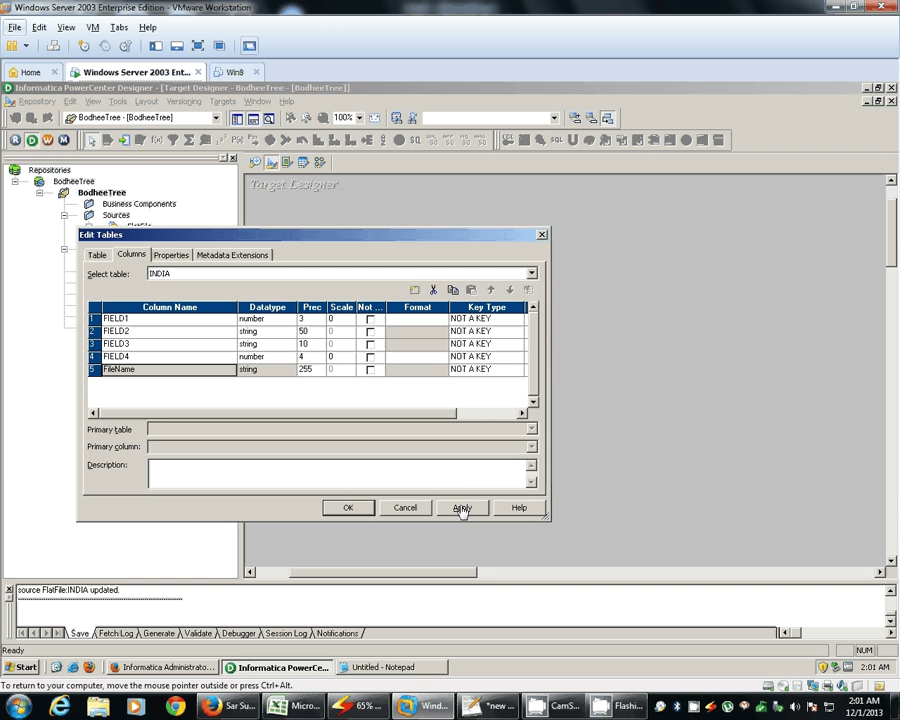 Windows Server 2003 Enterprise Edition - VMware Workstation
File Edit View VM Tabs Help
Home
Windows Server 2003 Ent...
Win8
Informatica PowerCenter Designer - [Target Designer - BodheeTree - [BodheeTree]]
Repository Edit View Tools Layout Versioning Targets Window Help
BodheeTree - [BodheeTree]
100%
Repositories
BodheeTree
BodheeTree
Business Components
Sources
FlatFile
Target Designer
Edit Tables
Table Columns Properties Metadata Extensions
Select table: INDIA
Column Name Datatype Prec Scale Not ... Format Key Type
1 FIELD1 number 3 0 NOT A KEY
2 FIELD2 string 50 0 NOT A KEY
3 FIELD3 string 10 0 NOT A KEY
4 FIELD4 number 4 0 NOT A KEY
5 FileName string 255 0 NOT A KEY
Primary table
Primary column:
Description:
OK Cancel Apply Help
source FlatFile:INDIA updated.
Save Fetch Log Generate Validate Debugger Session Log Notifications
Ready
NUM
Start
Informatica Administrato...
Informatica PowerCe...
Untitled - Notepad
2:01 AM
To return to your computer, move the mouse pointer outside or press Ctrl+Alt.
Sar Su...
Micro...
65% ...
Wind...
*new ...
CamS...
Flashi...
2:01 AM
12/1/2013